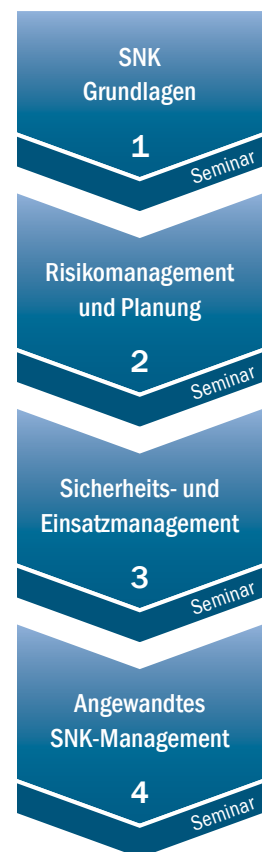 SNK
Grundlagen
1
Seminar
Risikomanagement
und Planung
2
Seminar
Sicherheits- und
Einsatzmanagement
3
Seminar
Angewandtes
SNK-Management
4
Seminar